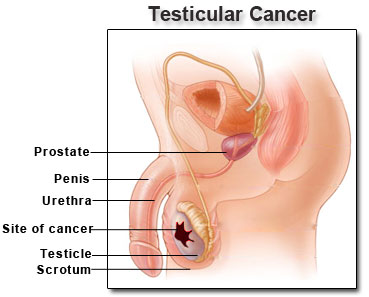 Testicular Cancer
Prostate
Penis
Urethra
Site of cancer
Testicle
Scrotum